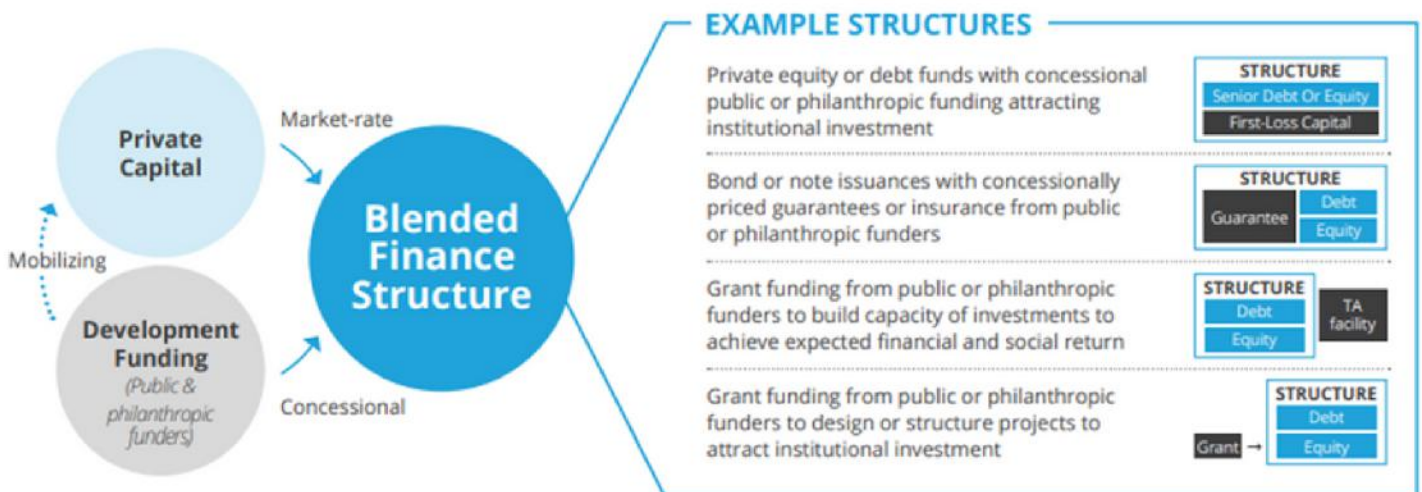 Private
Capital
Market-rate
Mobilizing
Development
Funding
(Public &
philanthropic
funders)
Concessional
Blended
Finance
Structure
EXAMPLE STRUCTURES
Private equity or debt funds with concessional
public or philanthropic funding attracting
institutional investment
STRUCTURE
Senior Debt Or Equity
First-Loss Capital
Bond or note issuances with concessionally
priced guarantees or insurance from public
or philanthropic funders
STRUCTURE
Guarantee
Debt
Equity
Grant funding from public or philanthropic
funders to build capacity of investments to
achieve expected financial and social return
STRUCTURE
Debt
Equity
TA
facility
Grant funding from public or philanthropic
funders to design or structure projects to
attract institutional investment
Grant →
STRUCTURE
Debt
Equity